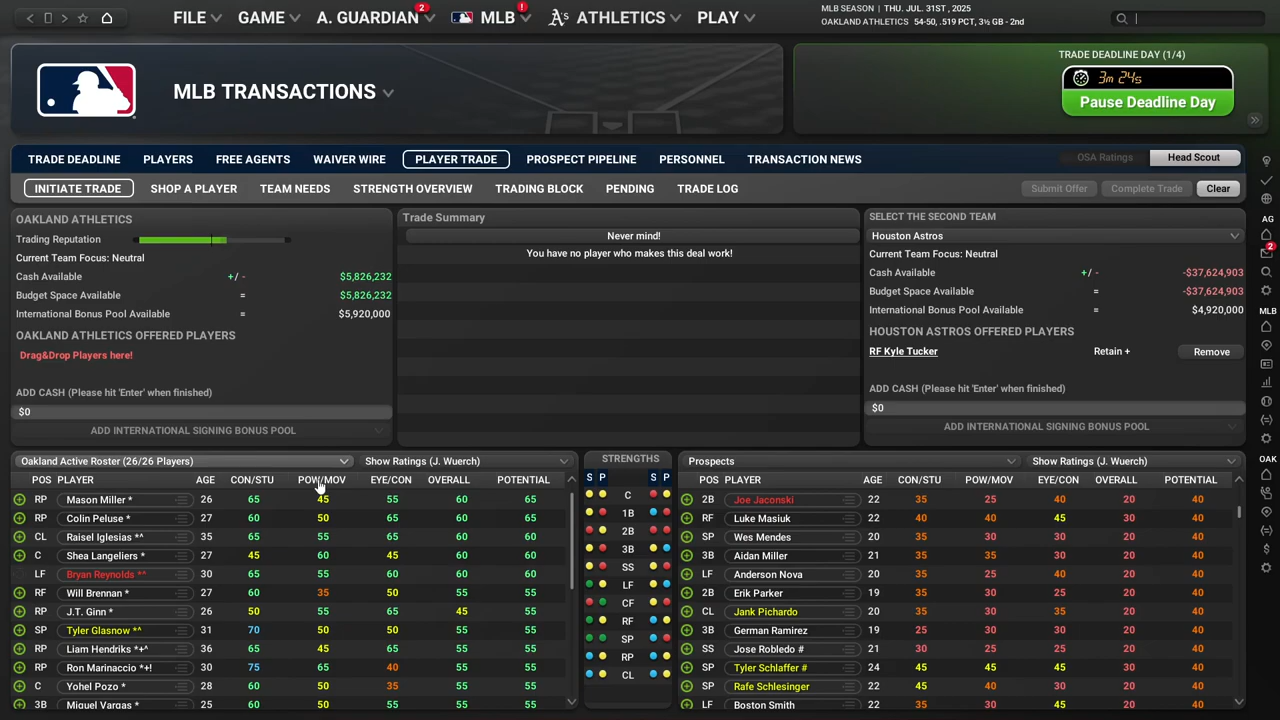 FILE GAME A. GUARDIAN 2 MLB ! A's ATHLETICS PLAY
MLB SEASON | THU. JUL. 31ST , 2025
OAKLAND ATHLETICS 54-50, .519 PCT, 3½ GB - 2nd
MLB TRANSACTIONS
TRADE DEADLINE DAY (1/4)
3m 24s
Pause Deadline Day
TRADE DEADLINE PLAYERS FREE AGENTS WAIVER WIRE PLAYER TRADE PROSPECT PIPELINE PERSONNEL TRANSACTION NEWS OSA Ratings Head Scout
INITIATE TRADE SHOP A PLAYER TEAM NEEDS STRENGTH OVERVIEW TRADING BLOCK PENDING TRADE LOG Submit Offer Complete Trade Clear
OAKLAND ATHLETICS
Trading Reputation
Current Team Focus: Neutral
Cash Available +/- $5,826,232
Budget Space Available = $5,826,232
International Bonus Pool Available = $5,920,000
OAKLAND ATHLETICS OFFERED PLAYERS
Drag&Drop Players here!
ADD CASH (Please hit 'Enter' when finished)
$0
ADD INTERNATIONAL SIGNING BONUS POOL
Trade Summary
Never mind!
You have no player who makes this deal work!
SELECT THE SECOND TEAM
Houston Astros
Current Team Focus: Neutral
Cash Available +/- -$37,624,903
Budget Space Available = -$37,624,903
International Bonus Pool Available = $4,920,000
HOUSTON ASTROS OFFERED PLAYERS
RF Kyle Tucker Retain + Remove
ADD CASH (Please hit 'Enter' when finished)
$0
ADD INTERNATIONAL SIGNING BONUS POOL
Oakland Active Roster (26/26 Players) Show Ratings (J. Wuerch)
POS PLAYER AGE CON/STU POW/MOV EYE/CON OVERALL POTENTIAL
RP Mason Miller * 26 65 45 55 60 65
RP Colin Peluse * 27 60 50 65 60 60
CL Raisel Iglesias *^ 35 65 55 65 60 60
C Shea Langeliers * 27 45 60 45 60 60
LF Bryan Reynolds *^ 30 65 55 60 60 60
RF Will Brennan * 27 60 35 50 55 55
RP J.T. Ginn * 26 50 55 65 45 55
SP Tyler Glasnow *^ 31 70 50 50 55 55
RP Liam Hendriks *+^ 36 65 45 65 55 55
RP Ron Marinaccio *+! 30 75 65 40 55 55
C Yohel Pozo * 28 60 50 35 55 55
3B Miguel Vargas * 25 60 50 55 55 55
STRENGTHS
S P S P
C
1B
2B
3B
SS
LF
CF
RF
SP
RP
CL
Prospects Show Ratings (J. Wuerch)
POS PLAYER AGE CON/STU POW/MOV EYE/CON OVERALL POTENTIAL
2B Joe Jaconski 22 35 25 40 20 40
RF Luke Masiuk 22 40 40 45 30 40
SP Wes Mendes 20 35 40 30 20 40
3B Aidan Miller 21 35 30 35 20 40
LF Anderson Nova 20 35 25 40 20 40
2B Erik Parker 19 35 25 30 20 40
CL Jank Pichardo 20 35 40 30 20 40
3B German Ramirez 19 25 30 30 20 40
SS Jose Robledo # 21 35 25 30 20 40
SP Tyler Schlaffer # 24 45 45 45 20 40
SP Rafe Schlesinger 22 45 40 30 20 40
LF Boston Smith 22 35 30 45 20 40
AG
2
MLB
OAK